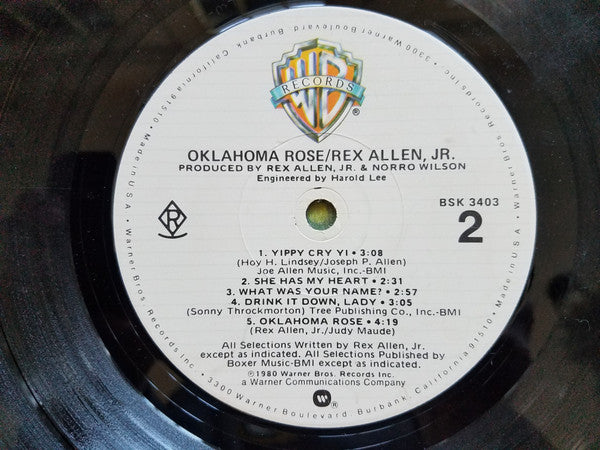 WB
RECORDS
®
OKLAHOMA ROSE/REX ALLEN, JR.
PRODUCED BY REX ALLEN, JR. & NORRO WILSON
Engineered by Harold Lee
R
BSK 3403
2
1. YIPPY CRY YI • 3:08
(Hoy H. Lindsey/Joseph P. Allen)
Joe Allen Music, Inc.-BMI
2. SHE HAS MY HEART • 2:31
3. WHAT WAS YOUR NAME? • 2:57
4. DRINK IT DOWN, LADY • 3:05
(Sonny Throckmorton) Tree Publishing Co., Inc.-BMI
5. OKLAHOMA ROSE • 4:19
(Rex Allen, Jr./Judy Maude)
All Selections Written by Rex Allen, Jr.
except as indicated. All Selections Published by
Boxer Music-BMI except as indicated.
℗1980 Warner Bros. Records Inc.
a Warner Communications Company
®
• Warner Bros. Records Inc. • 3300 Warner Boulevard Burbank, California 91510 • Made in U.S.A. • Warner Bros. Records Inc. • 3300 Warner Boulevard Burbank, California 91510 • Made in U.S.A.